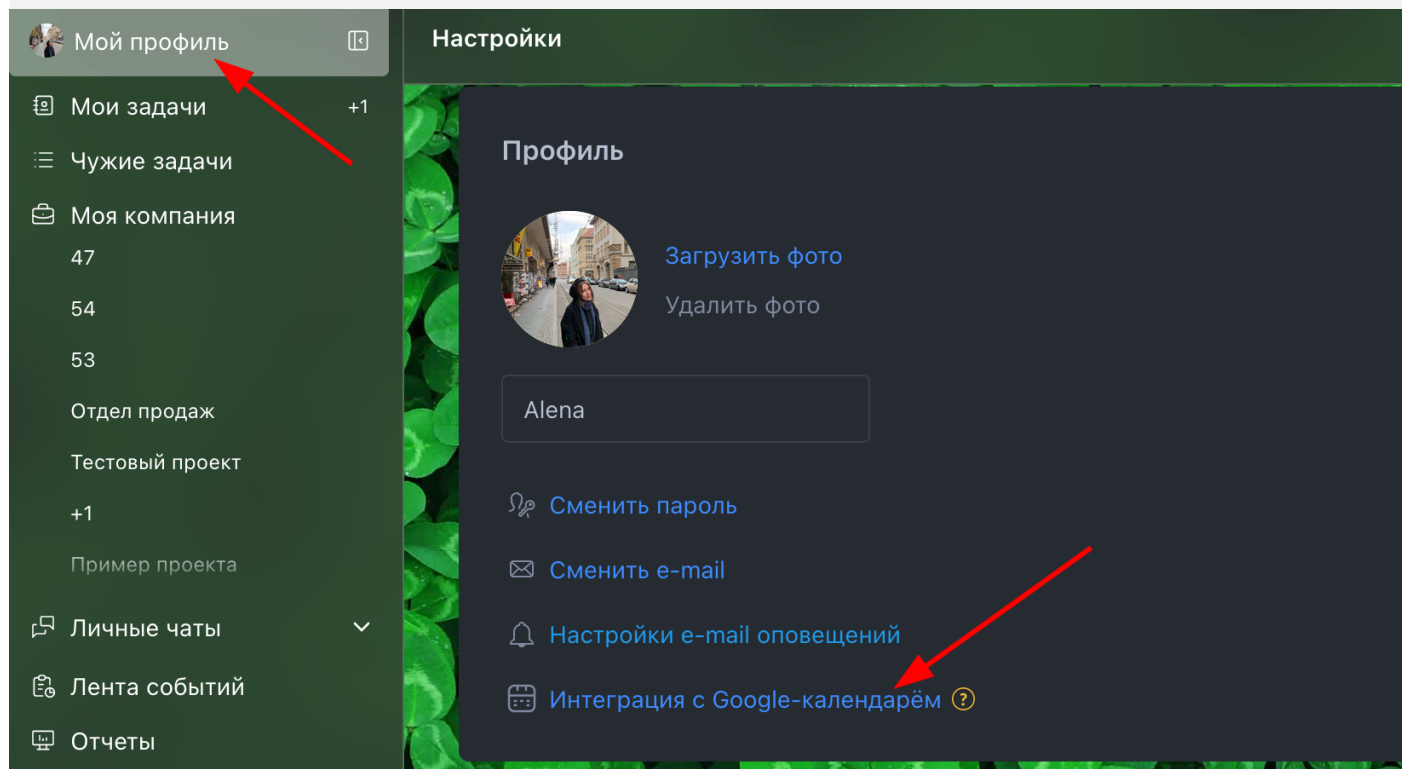 Мой профиль
Мои задачи +1
Чужие задачи
Моя компания
47
54
53
Отдел продаж
Тестовый проект
+1
Пример проекта
Личные чаты
Лента событий
Отчеты
Настройки
Профиль
Загрузить фото
Удалить фото
Alena
Сменить пароль
Сменить e-mail
Настройки e-mail оповещений
Интеграция с Google-календарём ?